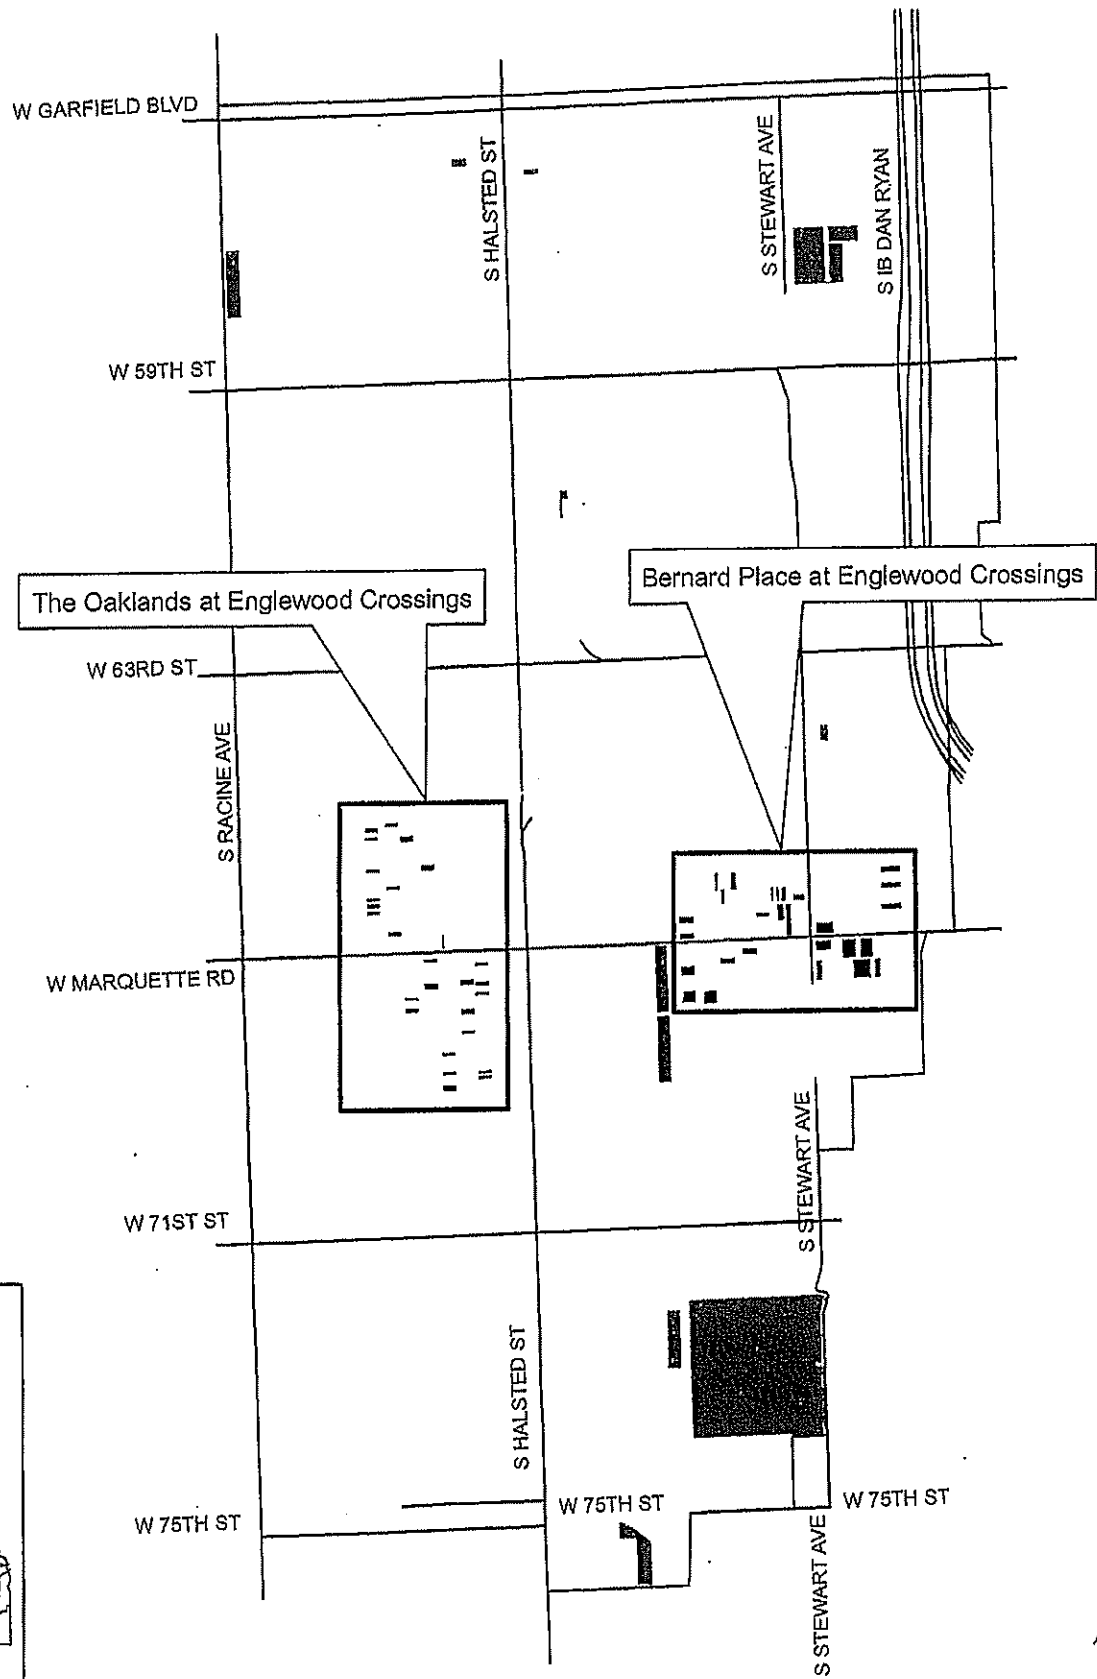 W GARFIELD BLVD
S HALSTED ST
S STEWART AVE
S IB DAN RYAN
W 59TH ST
The Oaklands at Englewood Crossings
Bernard Place at Englewood Crossings
W 63RD ST
S RACINE AVE
W MARQUETTE RD
S STEWART AVE
W 71ST ST
S HALSTED ST
W 75TH ST
W 75TH ST
W 75TH ST
S STEWART AVE